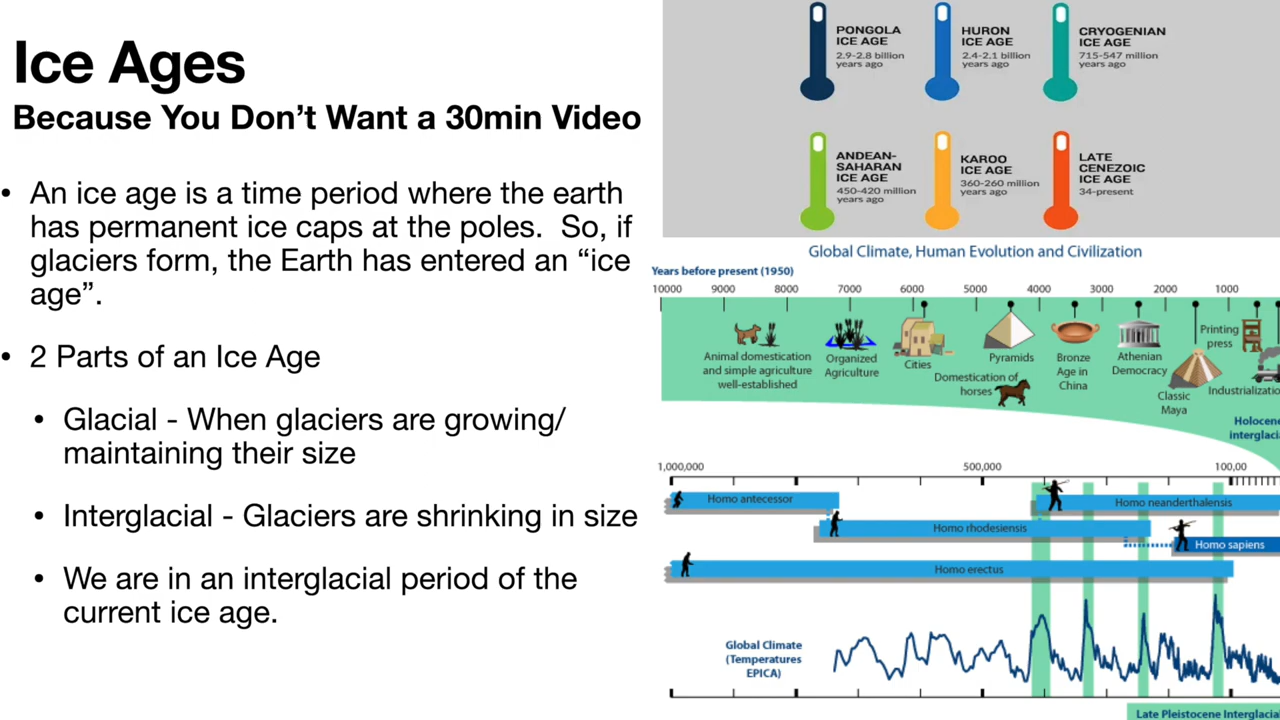 Ice Ages
Because You Don’t Want a 30min Video
• An ice age is a time period where the earth
has permanent ice caps at the poles.  So, if
glaciers form, the Earth has entered an “ice
age”.
• 2 Parts of an Ice Age
• Glacial - When glaciers are growing/
maintaining their size
• Interglacial - Glaciers are shrinking in size
• We are in an interglacial period of the
current ice age.
PONGOLA
ICE AGE
2.9-2.8 billion
years ago
HURON
ICE AGE
2.4-2.1 billion
years ago
CRYOGENIAN
ICE AGE
715-547 million
years ago
ANDEAN-
SAHARAN
ICE AGE
450-420 million
years ago
KAROO
ICE AGE
360-260 million
years ago
LATE
CENEZOIC
ICE AGE
34-present
Global Climate, Human Evolution and Civilization
Years before present (1950)
10000 9000 8000 7000 6000 5000 4000 3000 2000 1000
Animal domestication
and simple agriculture
well-established
Organized
Agriculture
Cities
Pyramids
Domestication of
horses
Bronze
Age in
China
Athenian
Democracy
Classic
Maya
Printing
press
Industrializatio
Holocene
interglacia
1,000,000 500,000 100,00
Homo antecessor
Homo neanderthalensis
Homo rhodesiensis
Homo sapiens
Homo erectus
Global Climate
(Temperatures
EPICA)
Late Pleistocene Interglacia